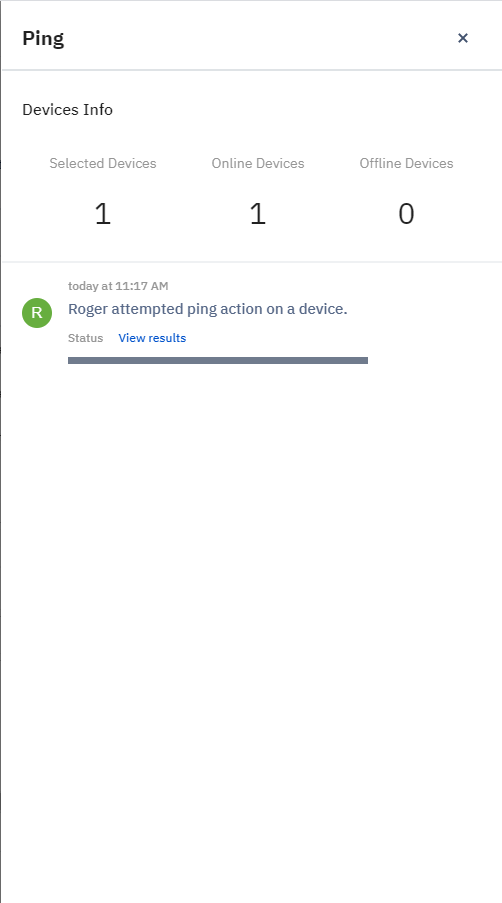 Ping ×
Devices Info
Selected Devices Online Devices Offline Devices
1 1 0
today at 11:17 AM
R Roger attempted ping action on a device.
Status View results